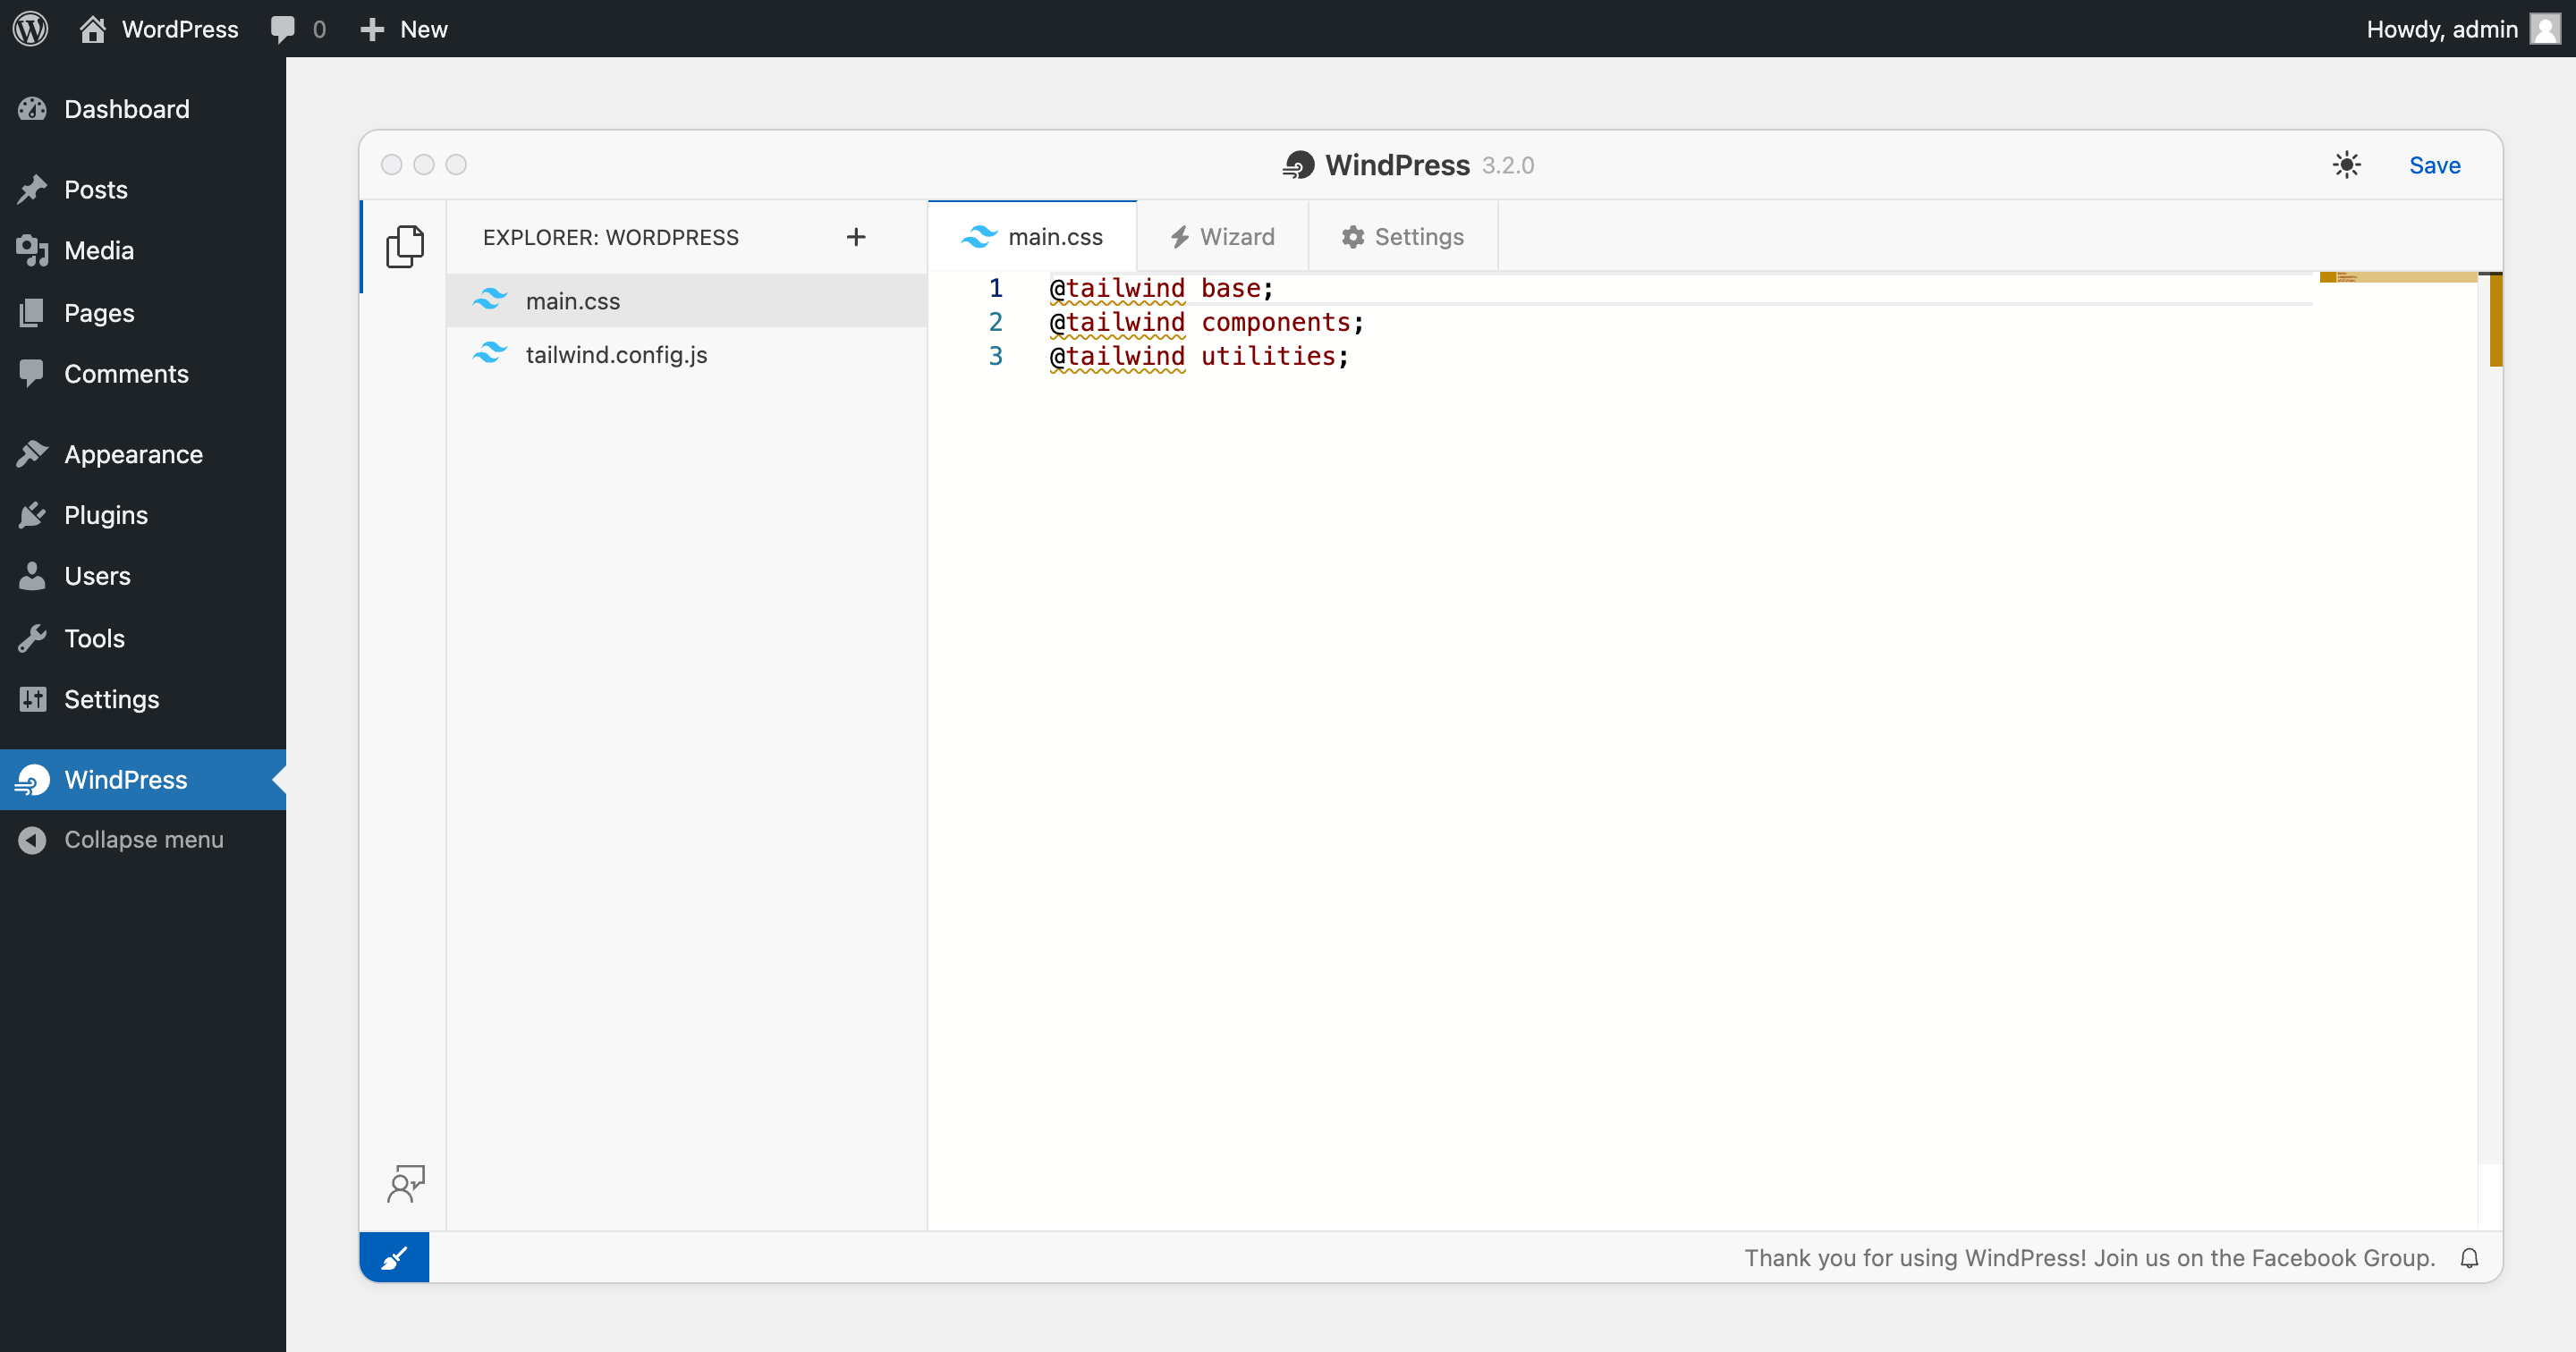 WordPress 0 New Howdy, admin
Dashboard
Posts
Media
Pages
Comments
Appearance
Plugins
Users
Tools
Settings
WindPress
Collapse menu
WindPress 3.2.0
Save
EXPLORER: WORDPRESS
main.css
tailwind.config.js
main.css Wizard Settings
1 @tailwind base;
2 @tailwind components;
3 @tailwind utilities;
Thank you for using WindPress! Join us on the Facebook Group.